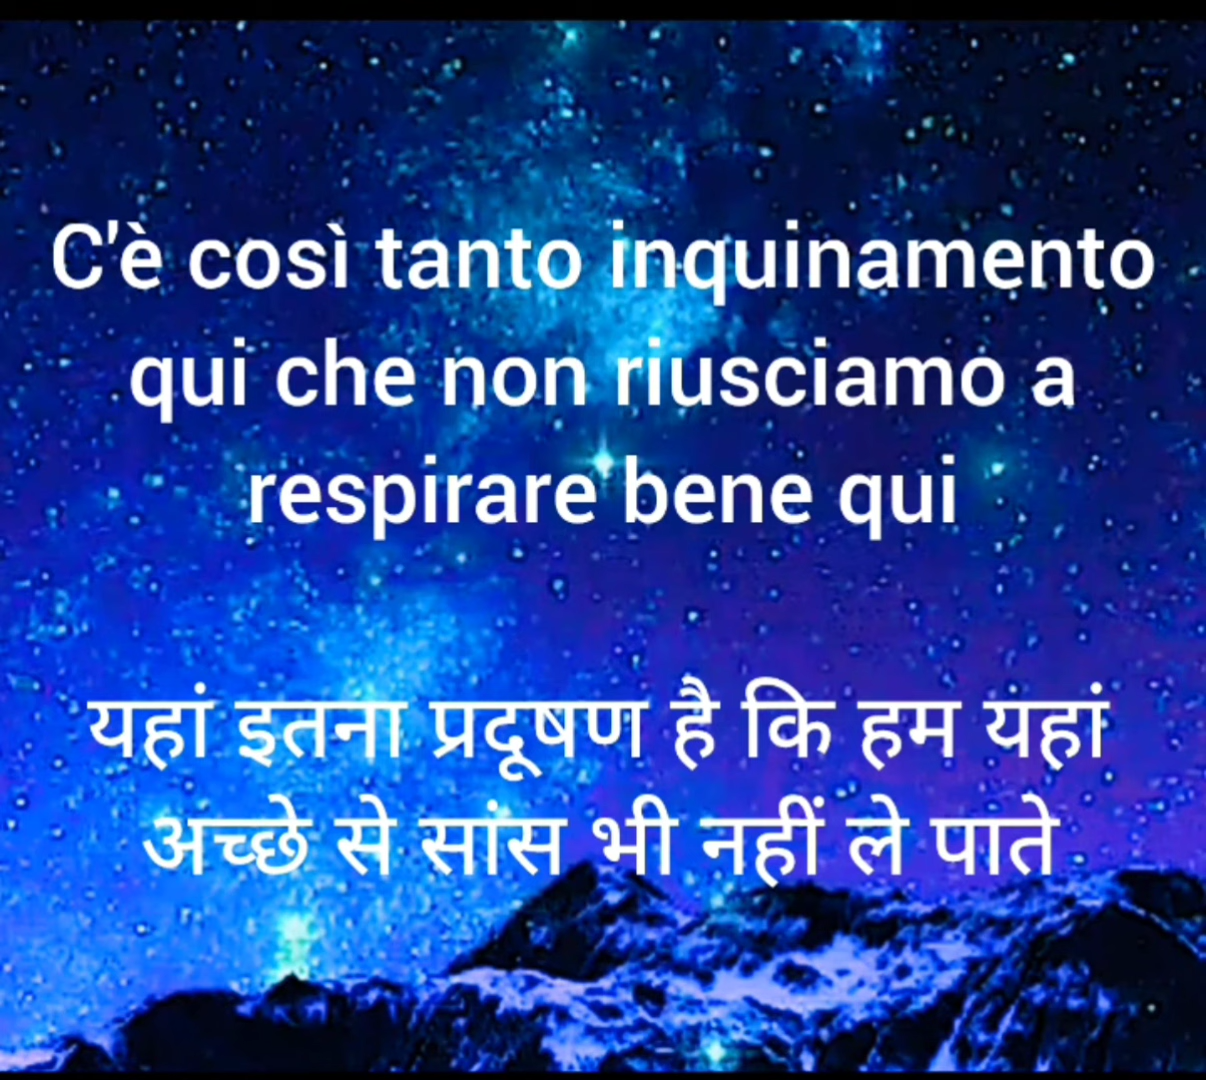 C'è così tanto inquinamento
qui che non riusciamo a
respirare bene qui
यहां इतना प्रदूषण है कि हम यहां
अच्छे से सांस भी नहीं ले पाते